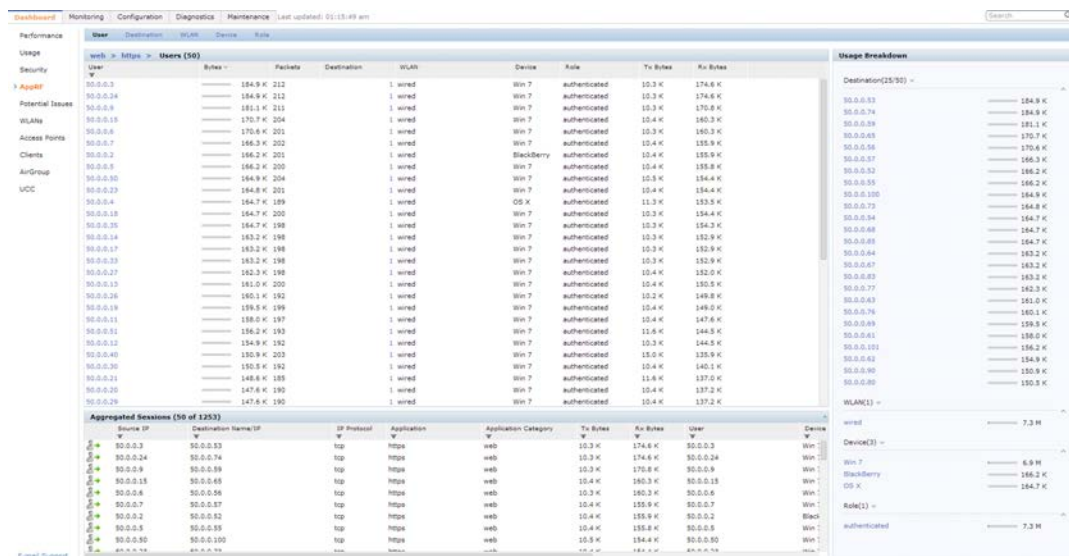 Dashboard Monitoring Configuration Diagnostics Maintenance Last updated: 01:15:49 am Search
Performance
Usage
Security
AppRF
Potential Issues
WLANs
Access Points
Clients
AirGroup
UCC
User Destination WLAN Device Role
web > https > Users (50)
User Bytes Packets Destination WLAN Device Role Tx Bytes Rx Bytes
50.0.0.3 184.9 K 212 1 wired Win 7 authenticated 10.3 K 174.6 K
50.0.0.24 184.9 K 212 1 wired Win 7 authenticated 10.3 K 174.6 K
50.0.0.9 181.1 K 211 1 wired Win 7 authenticated 10.3 K 170.8 K
50.0.0.15 170.7 K 204 1 wired Win 7 authenticated 10.4 K 160.3 K
50.0.0.6 170.6 K 201 1 wired Win 7 authenticated 10.3 K 160.3 K
50.0.0.7 166.3 K 202 1 wired Win 7 authenticated 10.4 K 155.9 K
50.0.0.2 166.2 K 201 1 wired BlackBerry authenticated 10.4 K 155.9 K
50.0.0.5 166.2 K 200 1 wired Win 7 authenticated 10.4 K 155.8 K
50.0.0.50 164.9 K 204 1 wired Win 7 authenticated 10.5 K 154.4 K
50.0.0.23 164.8 K 201 1 wired Win 7 authenticated 10.4 K 154.4 K
50.0.0.4 164.7 K 189 1 wired OS X authenticated 11.3 K 153.5 K
50.0.0.18 164.7 K 200 1 wired Win 7 authenticated 10.3 K 154.4 K
50.0.0.35 164.7 K 198 1 wired Win 7 authenticated 10.3 K 154.3 K
50.0.0.14 163.2 K 198 1 wired Win 7 authenticated 10.3 K 152.9 K
50.0.0.17 163.2 K 198 1 wired Win 7 authenticated 10.3 K 152.9 K
50.0.0.33 163.2 K 198 1 wired Win 7 authenticated 10.3 K 152.9 K
50.0.0.27 162.3 K 198 1 wired Win 7 authenticated 10.4 K 152.0 K
50.0.0.13 161.0 K 200 1 wired Win 7 authenticated 10.4 K 150.5 K
50.0.0.26 160.1 K 192 1 wired Win 7 authenticated 10.2 K 149.8 K
50.0.0.19 159.5 K 199 1 wired Win 7 authenticated 10.4 K 149.0 K
50.0.0.11 158.0 K 197 1 wired Win 7 authenticated 10.4 K 147.6 K
50.0.0.51 156.2 K 193 1 wired Win 7 authenticated 11.6 K 144.5 K
50.0.0.12 154.9 K 192 1 wired Win 7 authenticated 10.3 K 144.5 K
50.0.0.40 150.9 K 203 1 wired Win 7 authenticated 15.0 K 135.9 K
50.0.0.30 150.5 K 192 1 wired Win 7 authenticated 10.4 K 140.1 K
50.0.0.21 148.6 K 185 1 wired Win 7 authenticated 11.6 K 137.0 K
50.0.0.20 147.6 K 190 1 wired Win 7 authenticated 10.4 K 137.2 K
50.0.0.29 147.6 K 190 1 wired Win 7 authenticated 10.4 K 137.2 K
Aggregated Sessions (50 of 1253)
Source IP Destination Name/IP IP Protocol Application Application Category Tx Bytes Rx Bytes User Device
50.0.0.3 50.0.0.53 tcp https web 10.3 K 174.6 K 50.0.0.3 Win
50.0.0.24 50.0.0.74 tcp https web 10.3 K 174.6 K 50.0.0.24 Win
50.0.0.9 50.0.0.59 tcp https web 10.3 K 170.8 K 50.0.0.9 Win
50.0.0.15 50.0.0.65 tcp https web 10.4 K 160.3 K 50.0.0.15 Win
50.0.0.6 50.0.0.56 tcp https web 10.3 K 160.3 K 50.0.0.6 Win
50.0.0.7 50.0.0.57 tcp https web 10.4 K 155.9 K 50.0.0.7 Win
50.0.0.2 50.0.0.52 tcp https web 10.4 K 155.9 K 50.0.0.2 Black
50.0.0.5 50.0.0.55 tcp https web 10.4 K 155.8 K 50.0.0.5 Win
50.0.0.50 50.0.0.100 tcp https web 10.5 K 154.4 K 50.0.0.50 Win
Usage Breakdown
Destination(25/50)
50.0.0.53 184.9 K
50.0.0.74 184.9 K
50.0.0.59 181.1 K
50.0.0.65 170.7 K
50.0.0.56 170.6 K
50.0.0.57 166.3 K
50.0.0.52 166.2 K
50.0.0.55 166.2 K
50.0.0.100 164.9 K
50.0.0.73 164.8 K
50.0.0.54 164.7 K
50.0.0.68 164.7 K
50.0.0.85 164.7 K
50.0.0.64 163.2 K
50.0.0.67 163.2 K
50.0.0.83 163.2 K
50.0.0.77 162.3 K
50.0.0.63 161.0 K
50.0.0.76 160.1 K
50.0.0.69 159.5 K
50.0.0.61 158.0 K
50.0.0.101 156.2 K
50.0.0.62 154.9 K
50.0.0.90 150.9 K
50.0.0.80 150.5 K
WLAN(1)
wired 7.3 M
Device(3)
Win 7 6.9 M
BlackBerry 166.2 K
OS X 164.7 K
Role(1)
authenticated 7.3 M